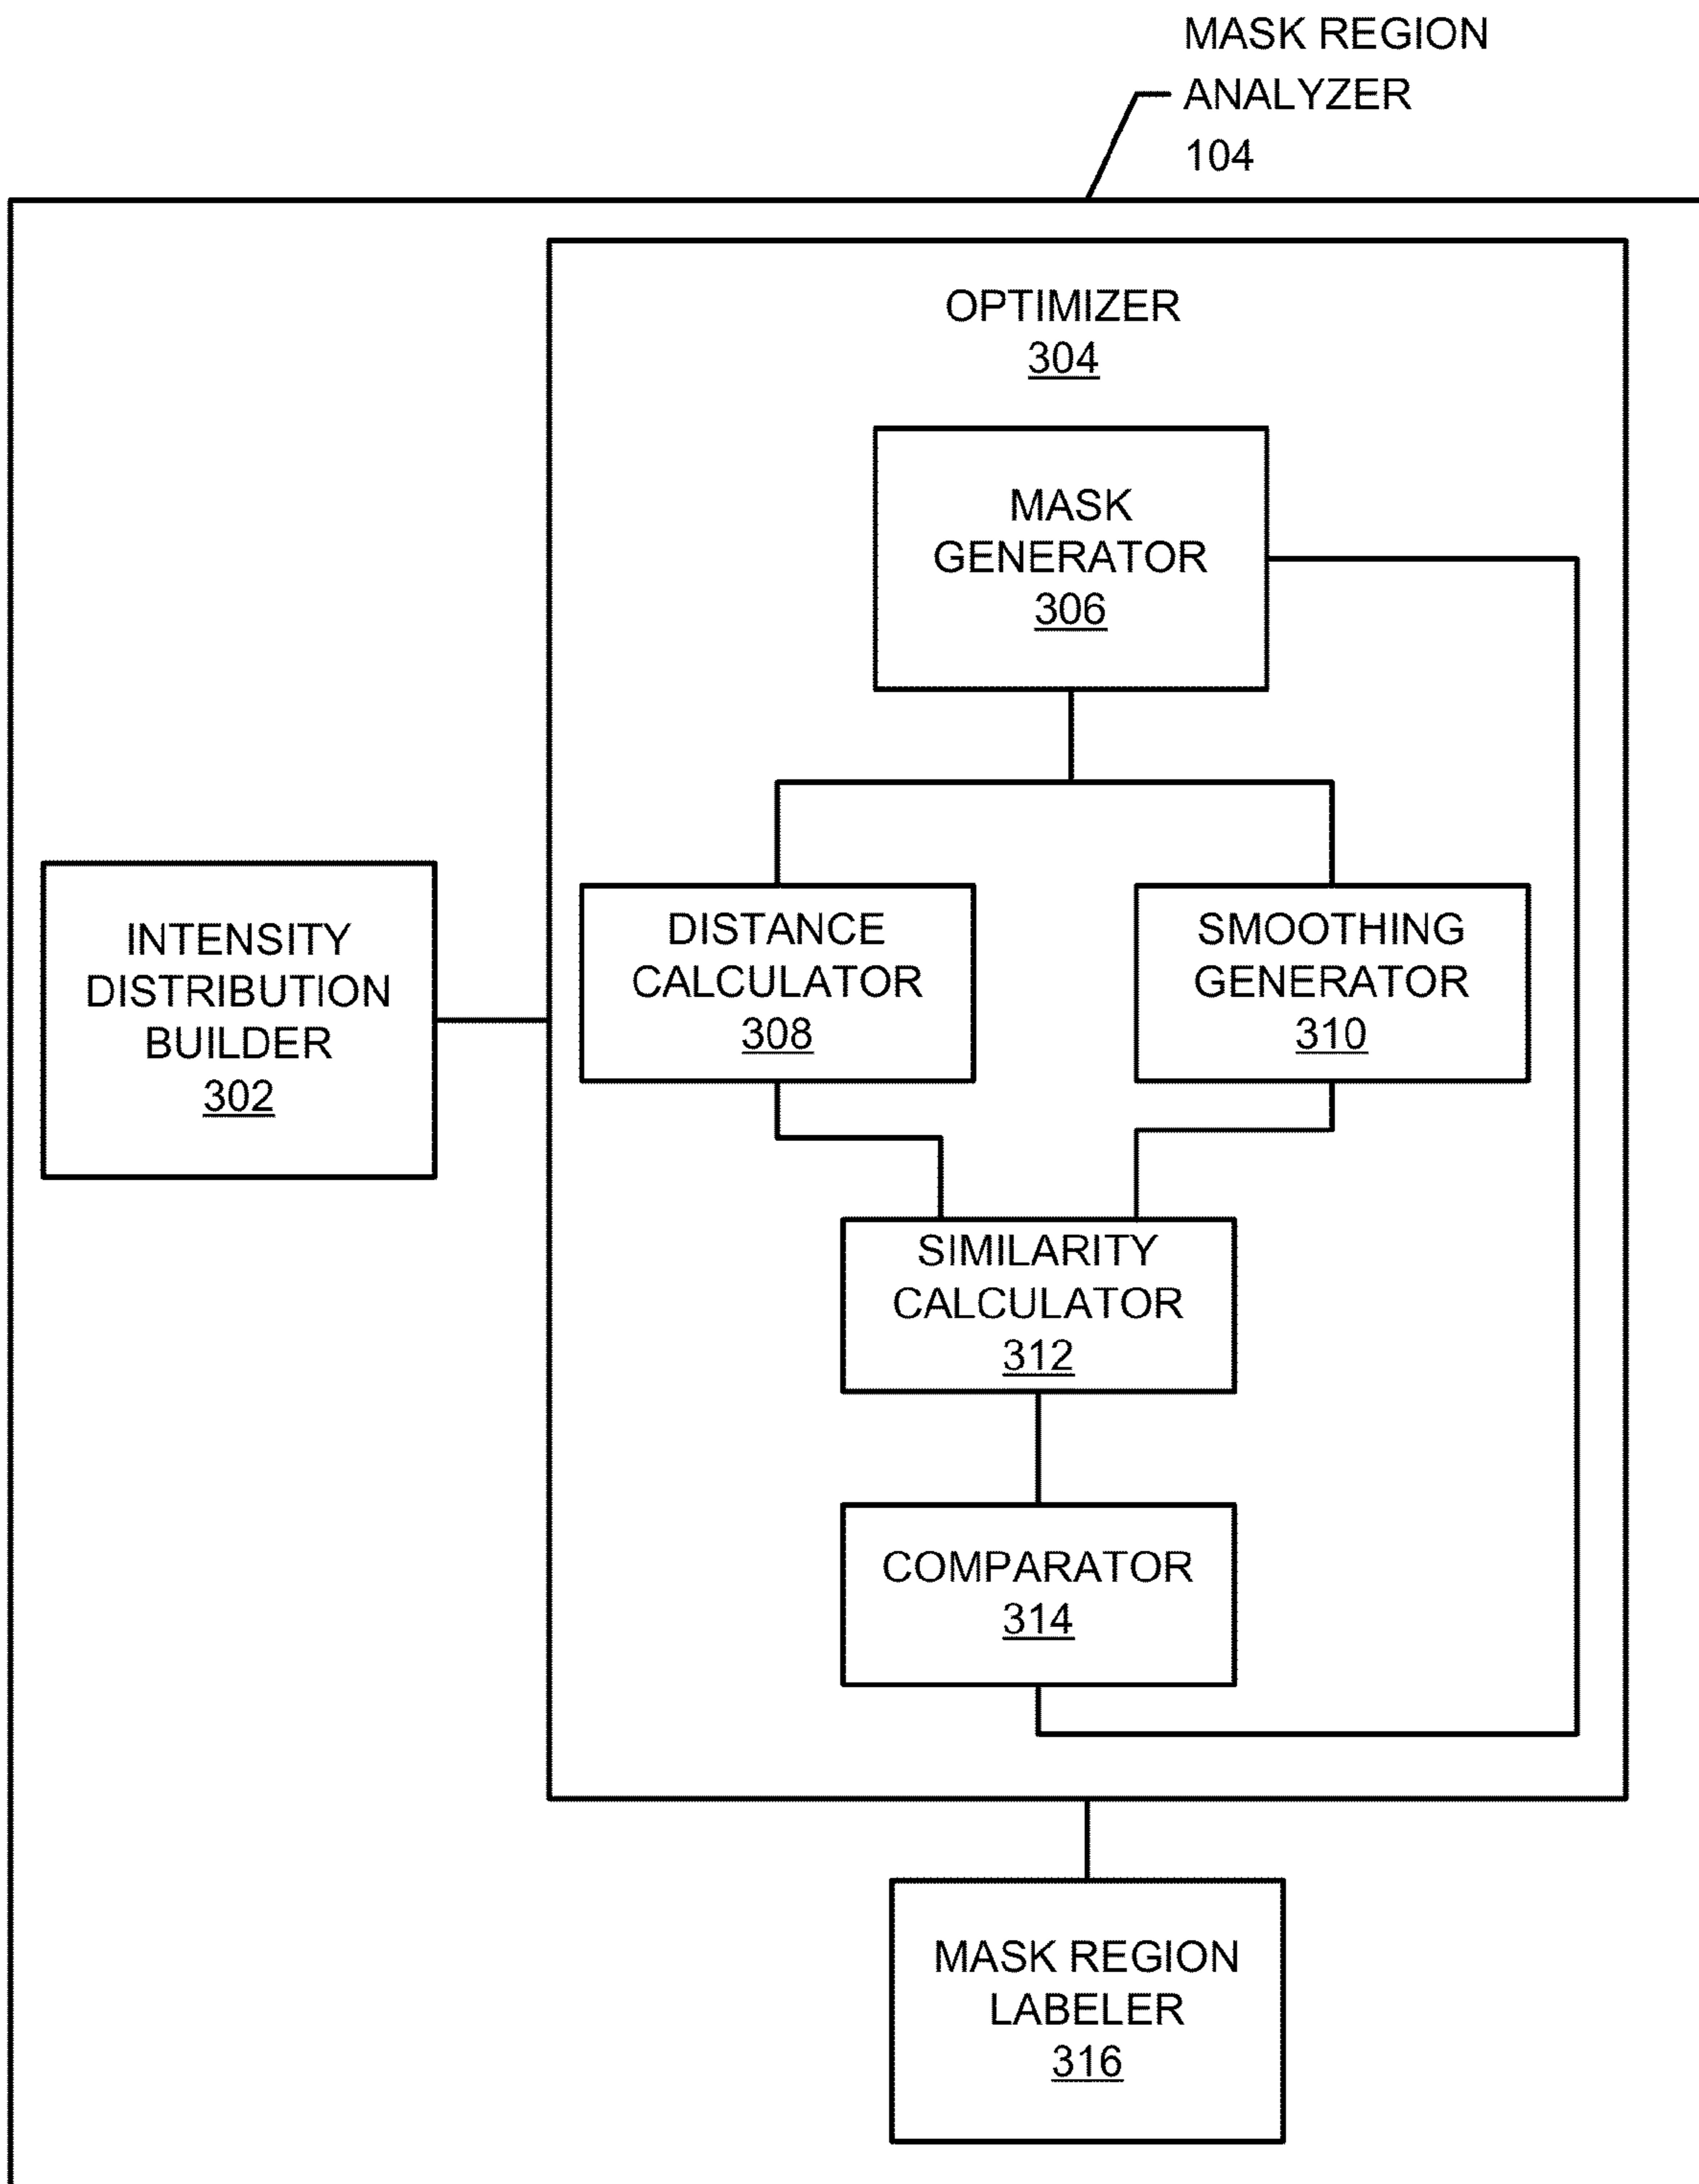 MASK REGION
ANALYZER
104
OPTIMIZER
304
MASK
GENERATOR
306
DISTANCE
CALCULATOR
308
SMOOTHING
GENERATOR
310
INTENSITY
DISTRIBUTION
BUILDER
302
SIMILARITY
CALCULATOR
312
COMPARATOR
314
MASK REGION
LABELER
316